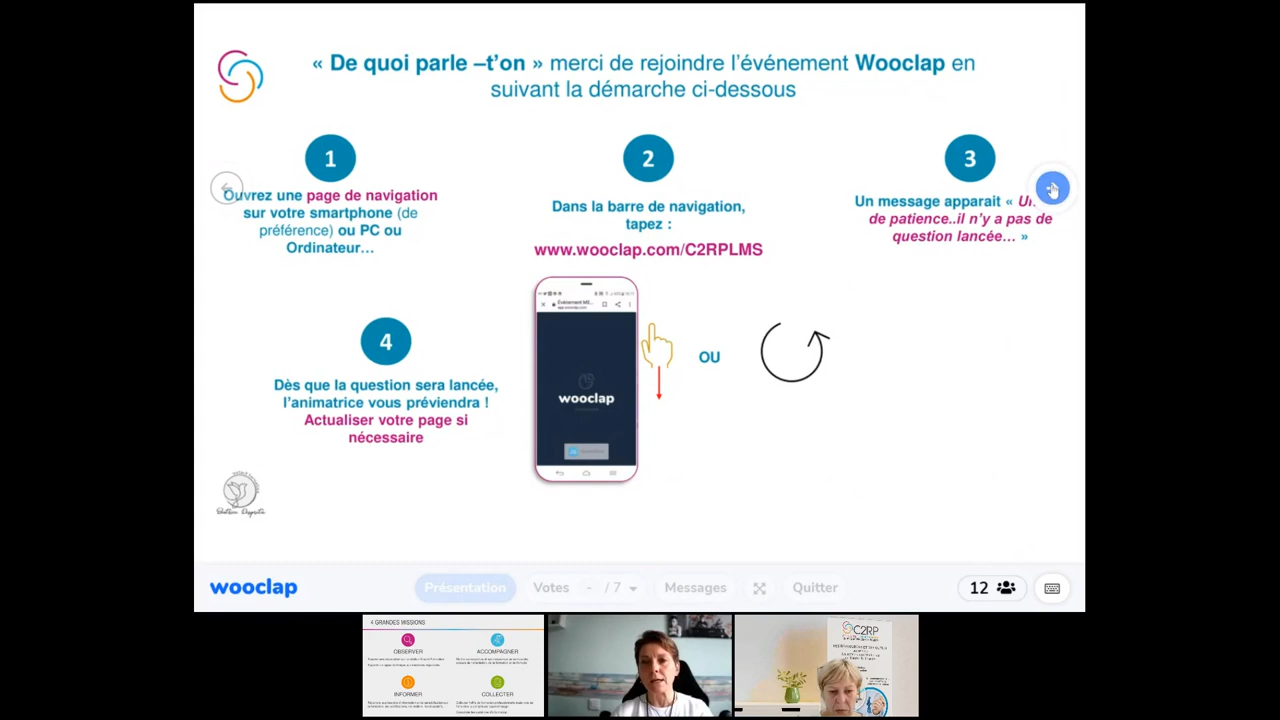 « De quoi parle –t'on » merci de rejoindre l'événement Wooclap en
suivant la démarche ci-dessous
1
Ouvrez une page de navigation
sur votre smartphone (de
préférence) ou PC ou
Ordinateur…
2
Dans la barre de navigation,
tapez :
www.wooclap.com/C2RPLMS
3
Un message apparait « Un
de patience..il n'y a pas de
question lancée… »
4
Dès que la question sera lancée,
l'animatrice vous préviendra !
Actualiser votre page si
nécessaire
wooclap
OU
wooclap
Présentation
Votes - / 7
Messages
Quitter
12
4 GRANDES MISSIONS
OBSERVER
ACCOMPAGNER
INFORMER
COLLECTER
C2RP